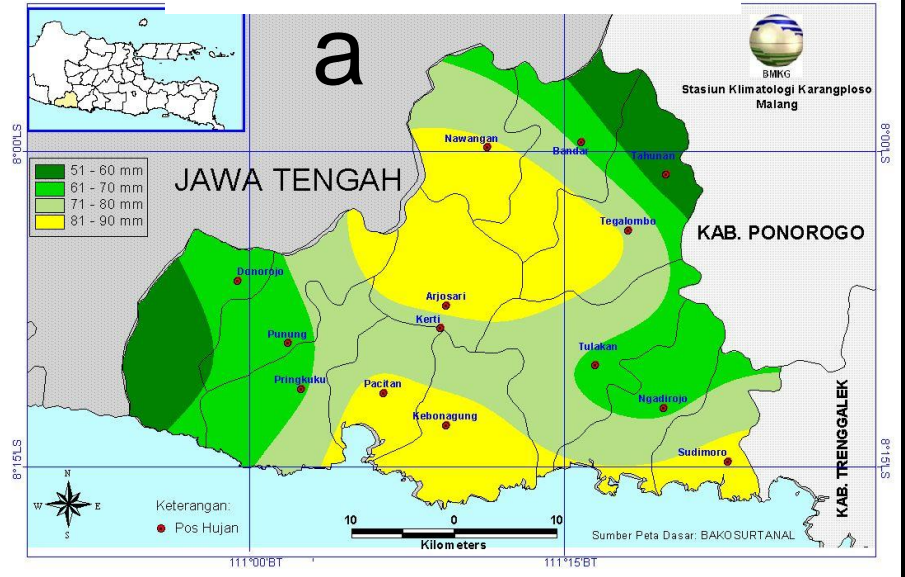 a
BMKG
Stasiun Klimatologi Karangploso
Malang
8°00'LS
8°00'LS
51 - 60 mm
61 - 70 mm
71 - 80 mm
81 - 90 mm
JAWA TENGAH
Nawangan
Bandar
Tahunan
Tegalombo
KAB. PONOROGO
Donorojo
Arjosari
Kerti
Punung
Tulakan
Pringkuku
Pacitan
Ngadirojo
Kebonagung
KAB. TRENGGALEK
Sudimoro
8°15'LS
8°15'LS
N
W
E
S
Keterangan:
Pos Hujan
10
0
10
Kilometers
Sumber Peta Dasar: BAKOSURTANAL
111°00'BT
111°15'BT